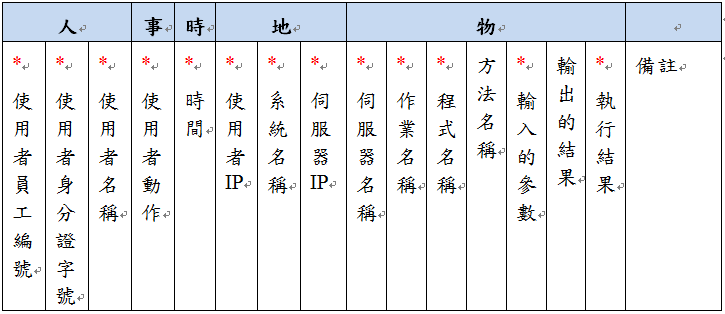 人 事 時 地 物
*使用者員工編號
*使用者身分證字號
*使用者名稱
*使用者動作
*時間
*使用者IP
*系統名稱
*伺服器IP
*伺服器名稱
*作業名稱
*程式名稱
方法名稱
*輸入的參數
輸出的結果
*執行結果
備註